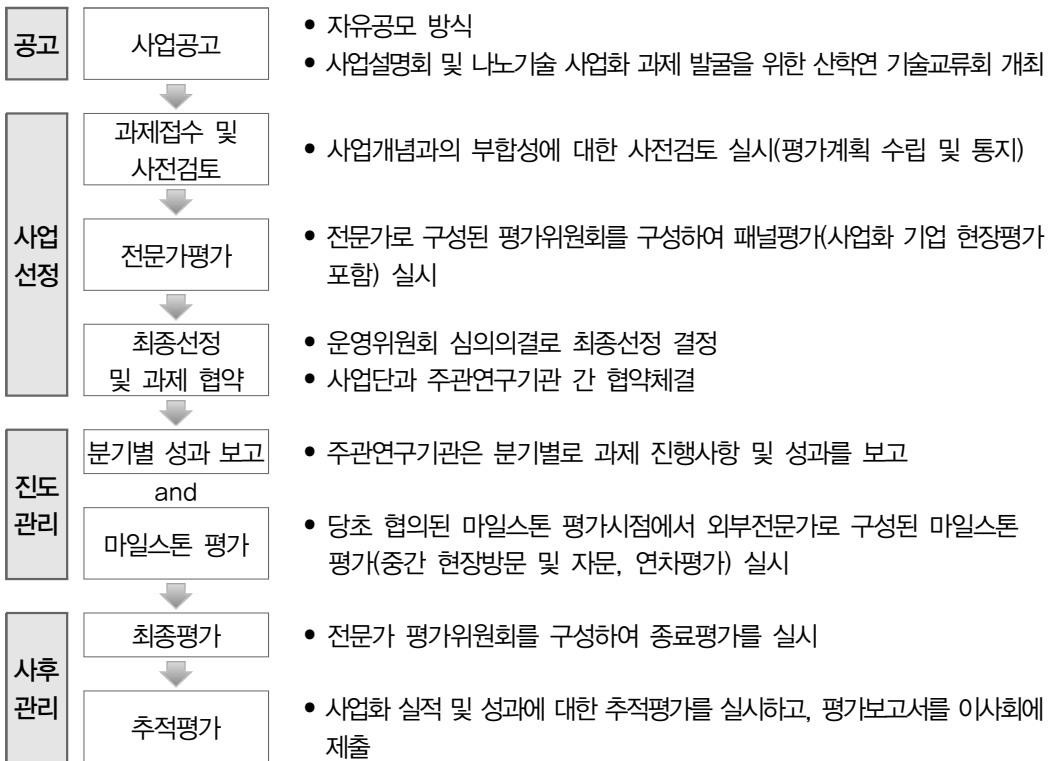 공고
사업공고
• 자유공모 방식
• 사업설명회 및 나노기술 사업화 과제 발굴을 위한 산학연 기술교류회 개최
사업
선정
과제접수 및
사전검토
• 사업개념과의 부합성에 대한 사전검토 실시(평가계획 수립 및 통지)
전문가평가
• 전문가로 구성된 평가위원회를 구성하여 패널평가(사업화 기업 현장평가
포함) 실시
최종선정
및 과제 협약
• 운영위원회 심의의결로 최종선정 결정
• 사업단과 주관연구기관 간 협약체결
진도
관리
분기별 성과 보고
• 주관연구기관은 분기별로 과제 진행사항 및 성과를 보고
and
마일스톤 평가
• 당초 협의된 마일스톤 평가시점에서 외부전문가로 구성된 마일스톤
평가(중간 현장방문 및 자문, 연차평가) 실시
사후
관리
최종평가
• 전문가 평가위원회를 구성하여 종료평가를 실시
추적평가
• 사업화 실적 및 성과에 대한 추적평가를 실시하고, 평가보고서를 이사회에
제출